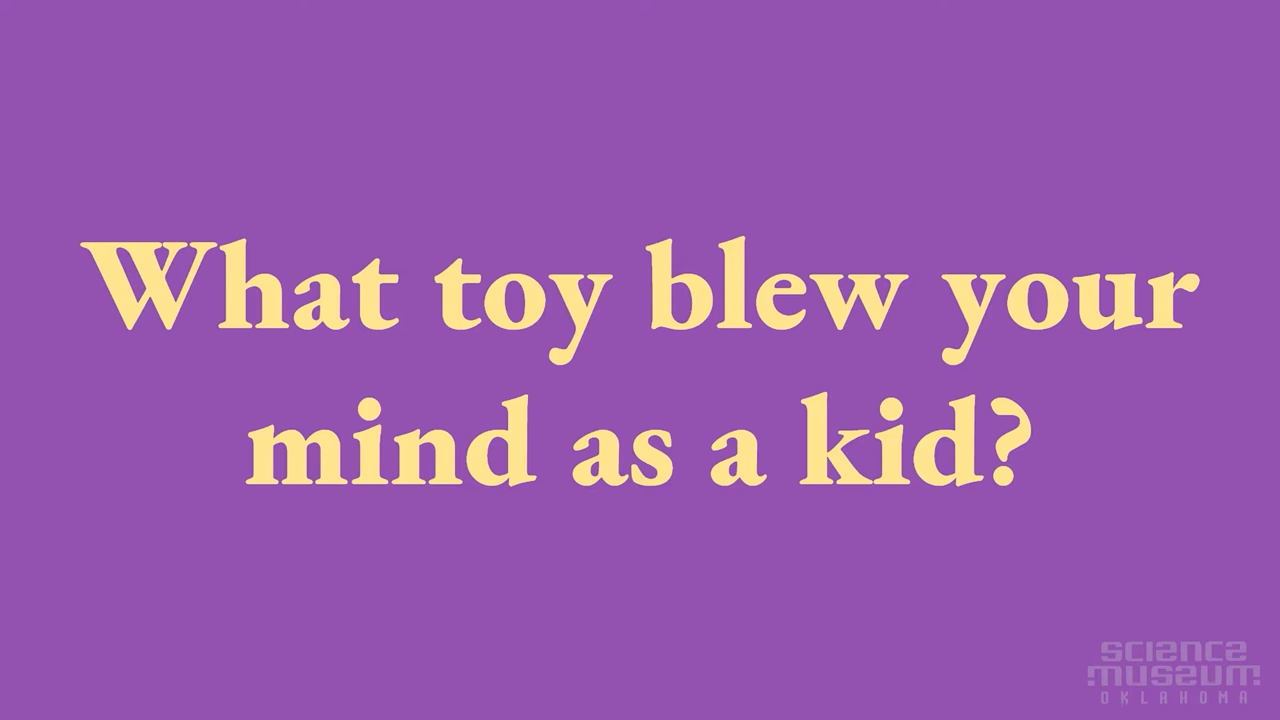 What toy blew your
mind as a kid?
SCIENCE
MUSEUM
OKLAHOMA